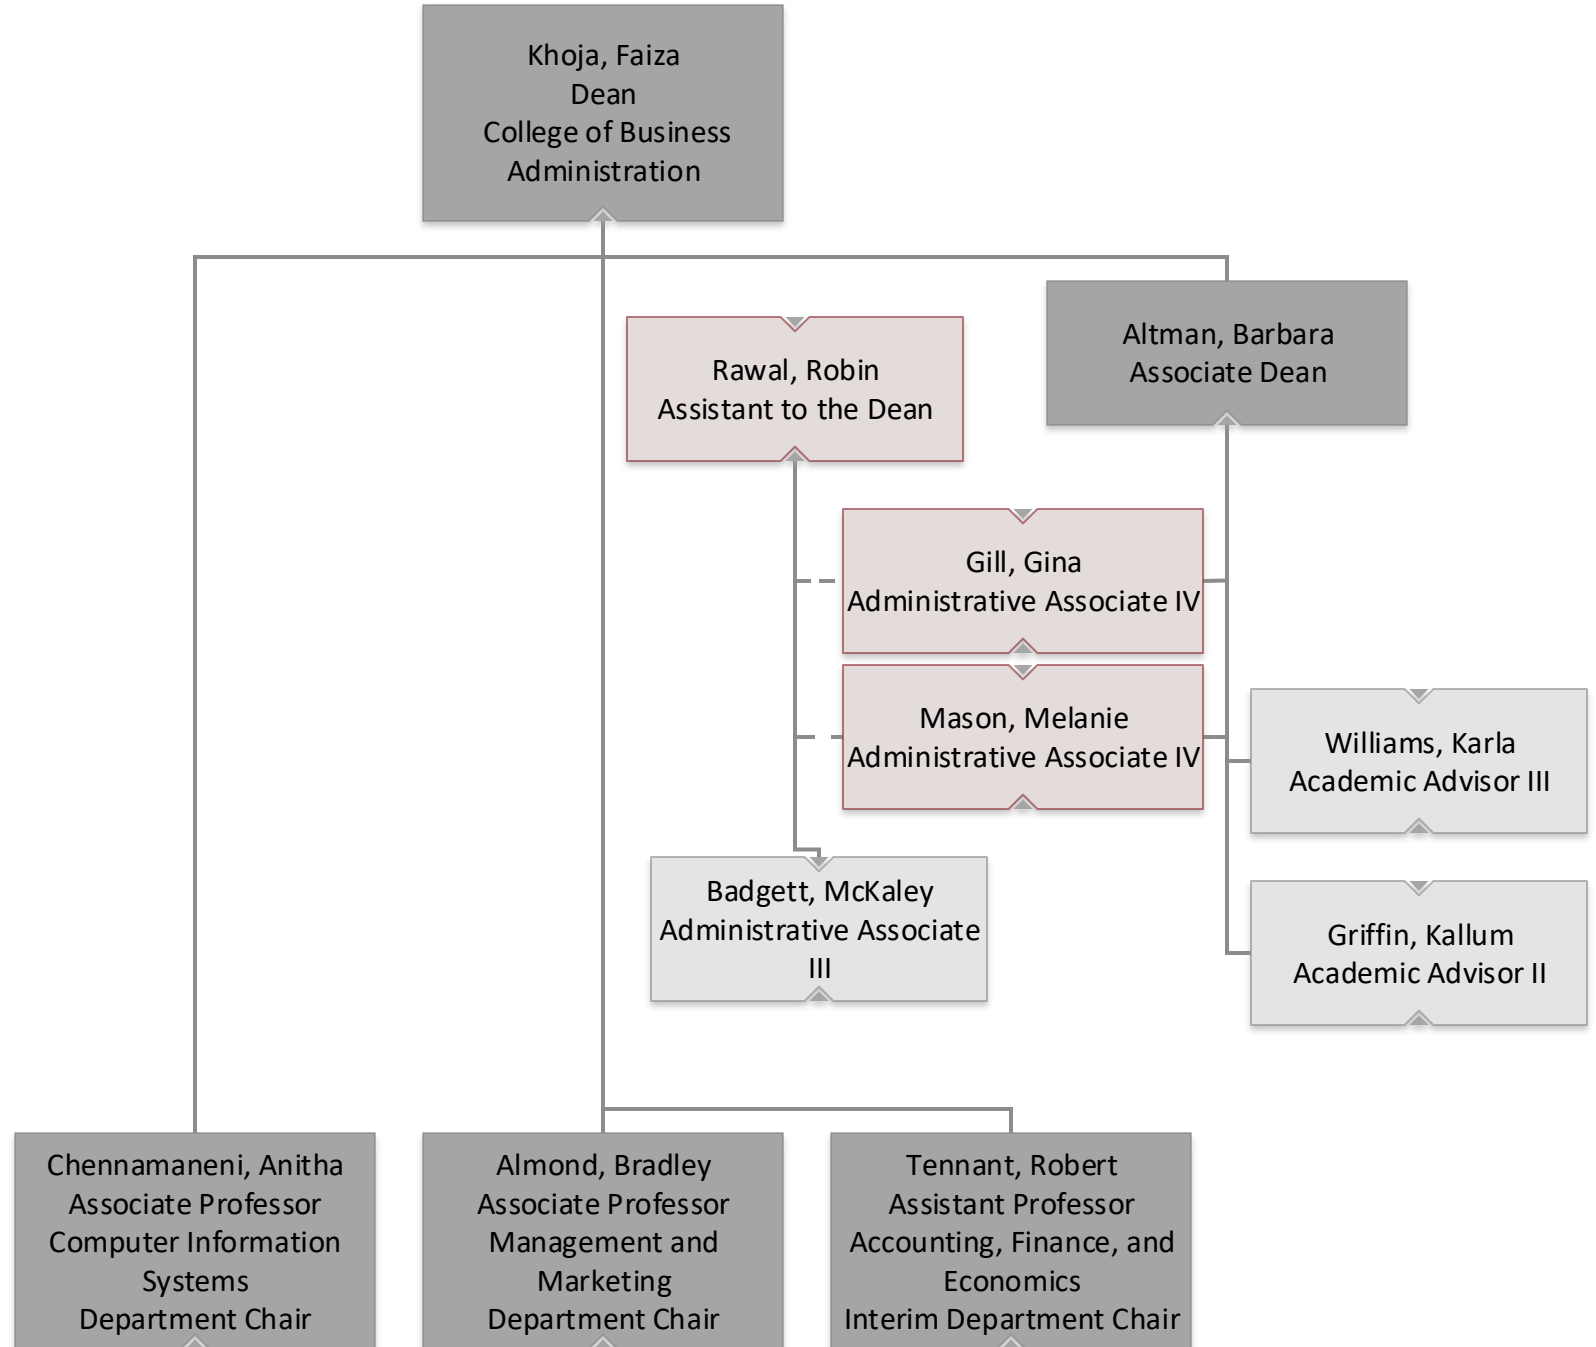 Khoja, Faiza
Dean
College of Business
Administration
Rawal, Robin
Assistant to the Dean
Altman, Barbara
Associate Dean
Gill, Gina
Administrative Associate IV
Mason, Melanie
Administrative Associate IV
Williams, Karla
Academic Advisor III
Badgett, McKaley
Administrative Associate
III
Griffin, Kallum
Academic Advisor II
Chennamaneni, Anitha
Associate Professor
Computer Information
Systems
Department Chair
Almond, Bradley
Associate Professor
Management and
Marketing
Department Chair
Tennant, Robert
Assistant Professor
Accounting, Finance, and
Economics
Interim Department Chair